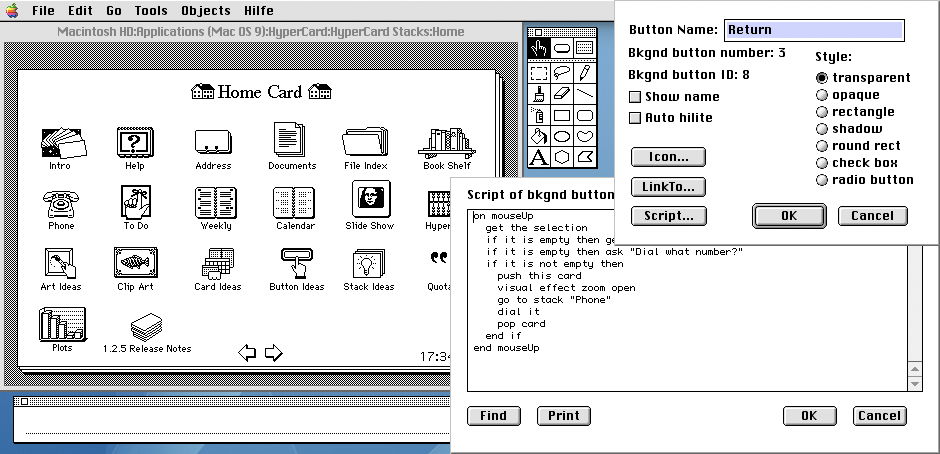 File Edit Go Tools Objects Hilfe
Macintosh HD:Applications (Mac OS 9):HyperCard:HyperCard Stacks:Home
Home Card
Intro Help Address Documents File Index Book Shelf
Phone To Do Weekly Calendar Slide Show Hyper
Art Ideas Clip Art Card Ideas Button Ideas Stack Ideas Quota
Plots 1.2.5 Release Notes
17:34
A
Button Name: Return
Bkgnd button number: 3
Bkgnd button ID: 8
Show name
Auto hilite
Style:
transparent
opaque
rectangle
shadow
round rect
check box
radio button
Icon...
LinkTo...
Script...
OK Cancel
Script of bkgnd button
on mouseUp
get the selection
if it is empty then ge
if it is empty then ask "Dial what number?"
if it is not empty then
push this card
visual effect zoom open
go to stack "Phone"
dial it
pop card
end if
end mouseUp
Find Print OK Cancel